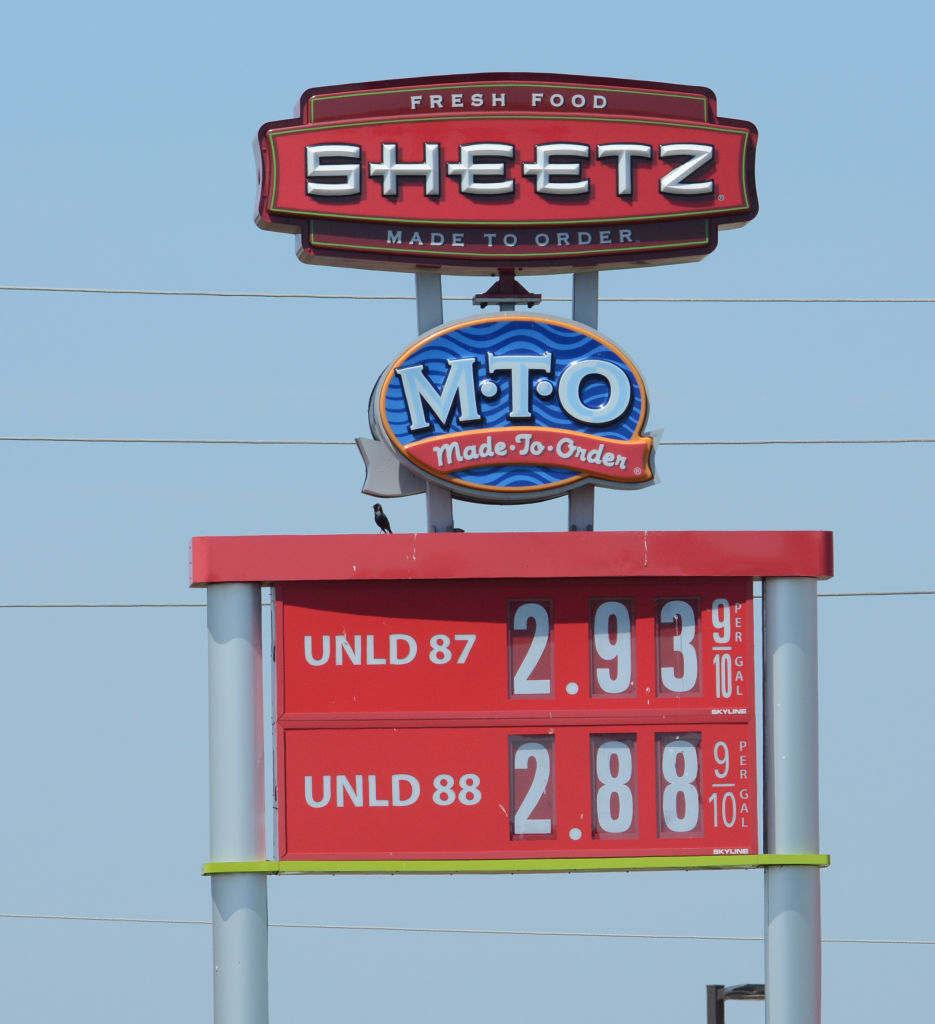 FRESH FOOD
SHEETZ®
MADE TO ORDER
M·T·O
Made·To·Order®
UNLD 87 2.93 9/10 PER GAL
SKYLINE
UNLD 88 2.88 9/10 PER GAL
SKYLINE